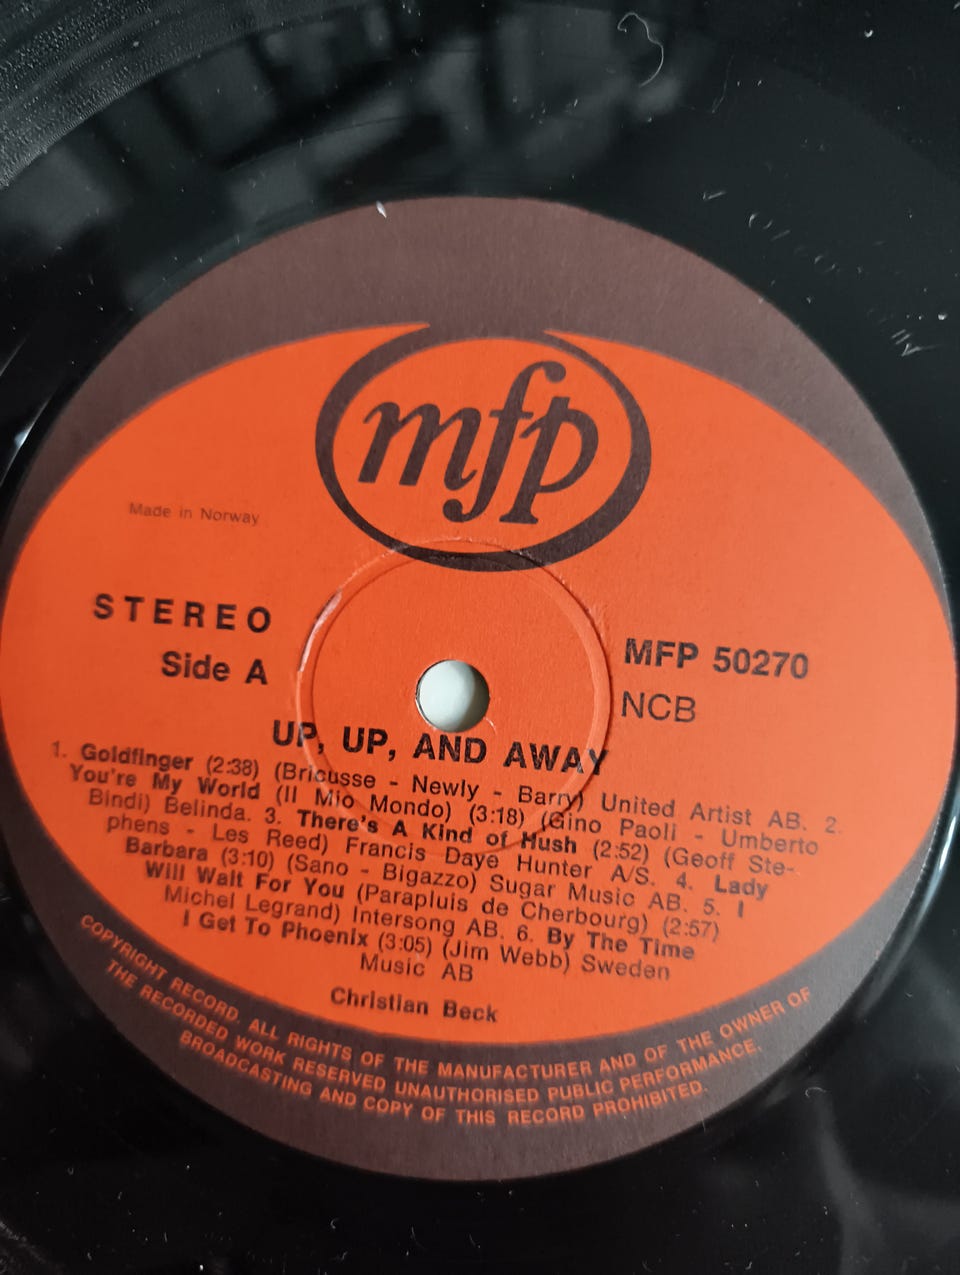 mfp
Made in Norway
STEREO
Side A
MFP 50270
NCB
UP, UP, AND AWAY
1. Goldfinger (2:38) (Bricusse - Newly - Barry) United Artist AB. 2.
You're My World (Il Mio Mondo) (3:18) (Gino Paoli - Umberto
Bindi) Belinda. 3. There's A Kind of Hush (2:52) (Geoff Ste-
phens - Les Reed) Francis Daye Hunter A/S. 4. Lady
Barbara (3:10) (Sano - Bigazzo) Sugar Music AB. 5. I
Will Wait For You (Parapluis de Cherbourg) (2:57)
Michel Legrand) Intersong AB. 6. By The Time
I Get To Phoenix (3:05) (Jim Webb) Sweden
Music AB
Christian Beck
COPYRIGHT RECORD. ALL RIGHTS OF THE MANUFACTURER AND OF THE OWNER OF
THE RECORDED WORK RESERVED UNAUTHORISED PUBLIC PERFORMANCE,
BROADCASTING AND COPY OF THIS RECORD PROHIBITED.